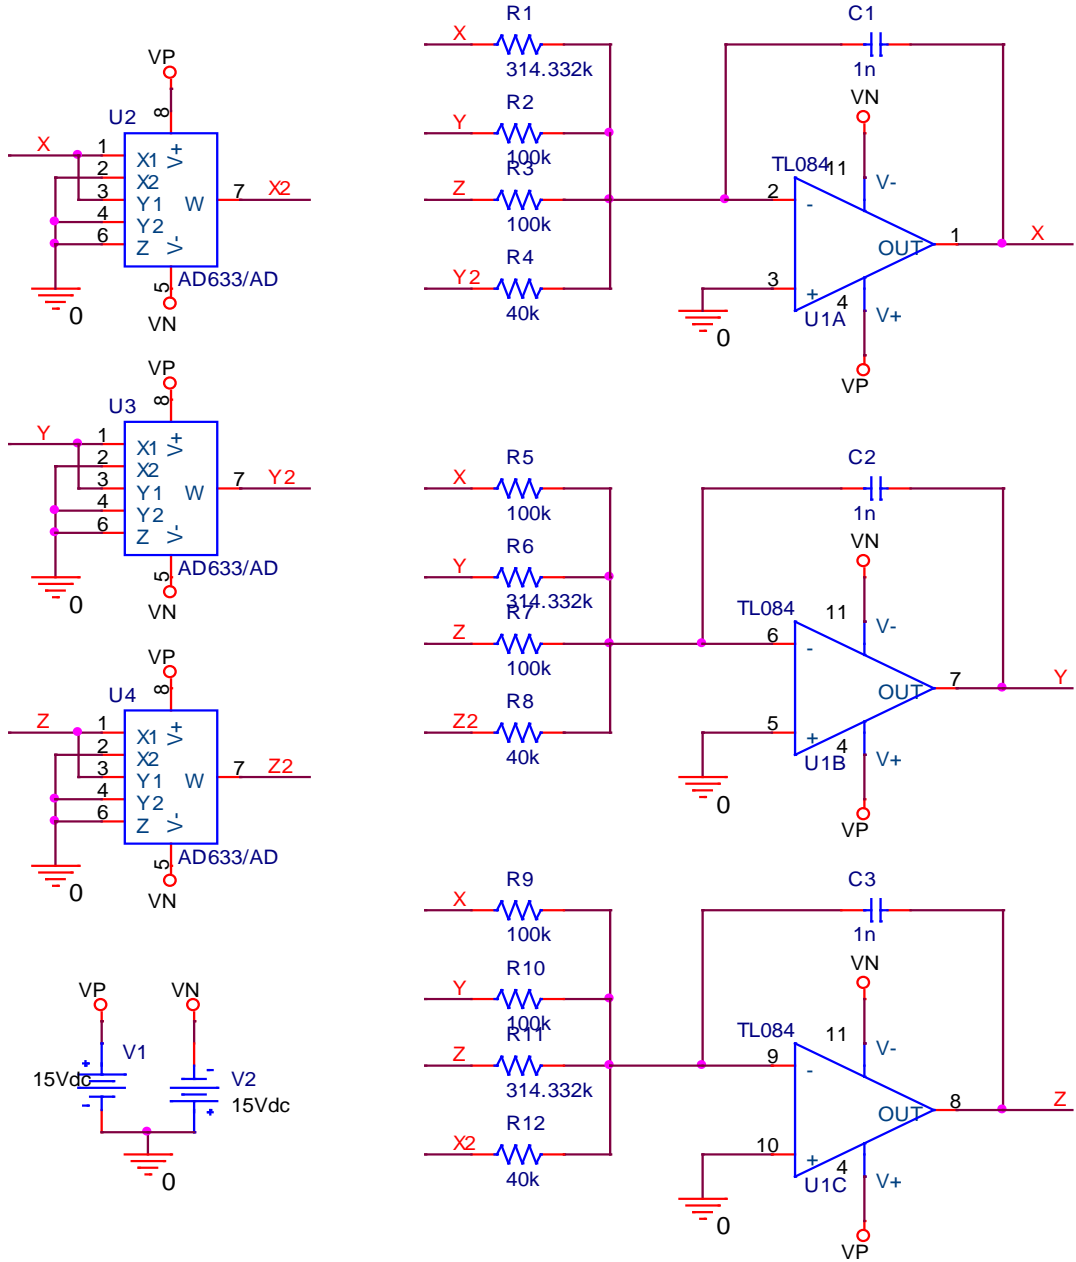 VP
8
U2
X
1
2
3
4
6
X1
X2
Y1
Y2
Z
V+
V-
W
7
X2
5
AD633/AD
VN
0
VP
8
U3
Y
1
2
3
4
6
X1
X2
Y1
Y2
Z
V+
V-
W
7
Y2
5
AD633/AD
VN
0
VP
8
U4
Z
1
2
3
4
6
X1
X2
Y1
Y2
Z
V+
V-
W
7
Z2
5
AD633/AD
VN
0
VP
VN
V1
15Vdc
V2
15Vdc
0
X
R1
314.332k
Y
R2
100k
Z
R3
100k
Y2
R4
40k
C1
1n
VN
TL084
11
V-
2
-
OUT
1
X
3
+
4
U1A
V+
0
VP
X
R5
100k
Y
R6
314.332k
Z
R7
100k
Z2
R8
40k
C2
1n
VN
TL084
11
V-
6
-
OUT
7
Y
5
+
4
U1B
V+
0
VP
X
R9
100k
Y
R10
100k
Z
R11
314.332k
X2
R12
40k
C3
1n
VN
TL084
11
V-
9
-
OUT
8
Z
10
+
4
U1C
V+
0
VP